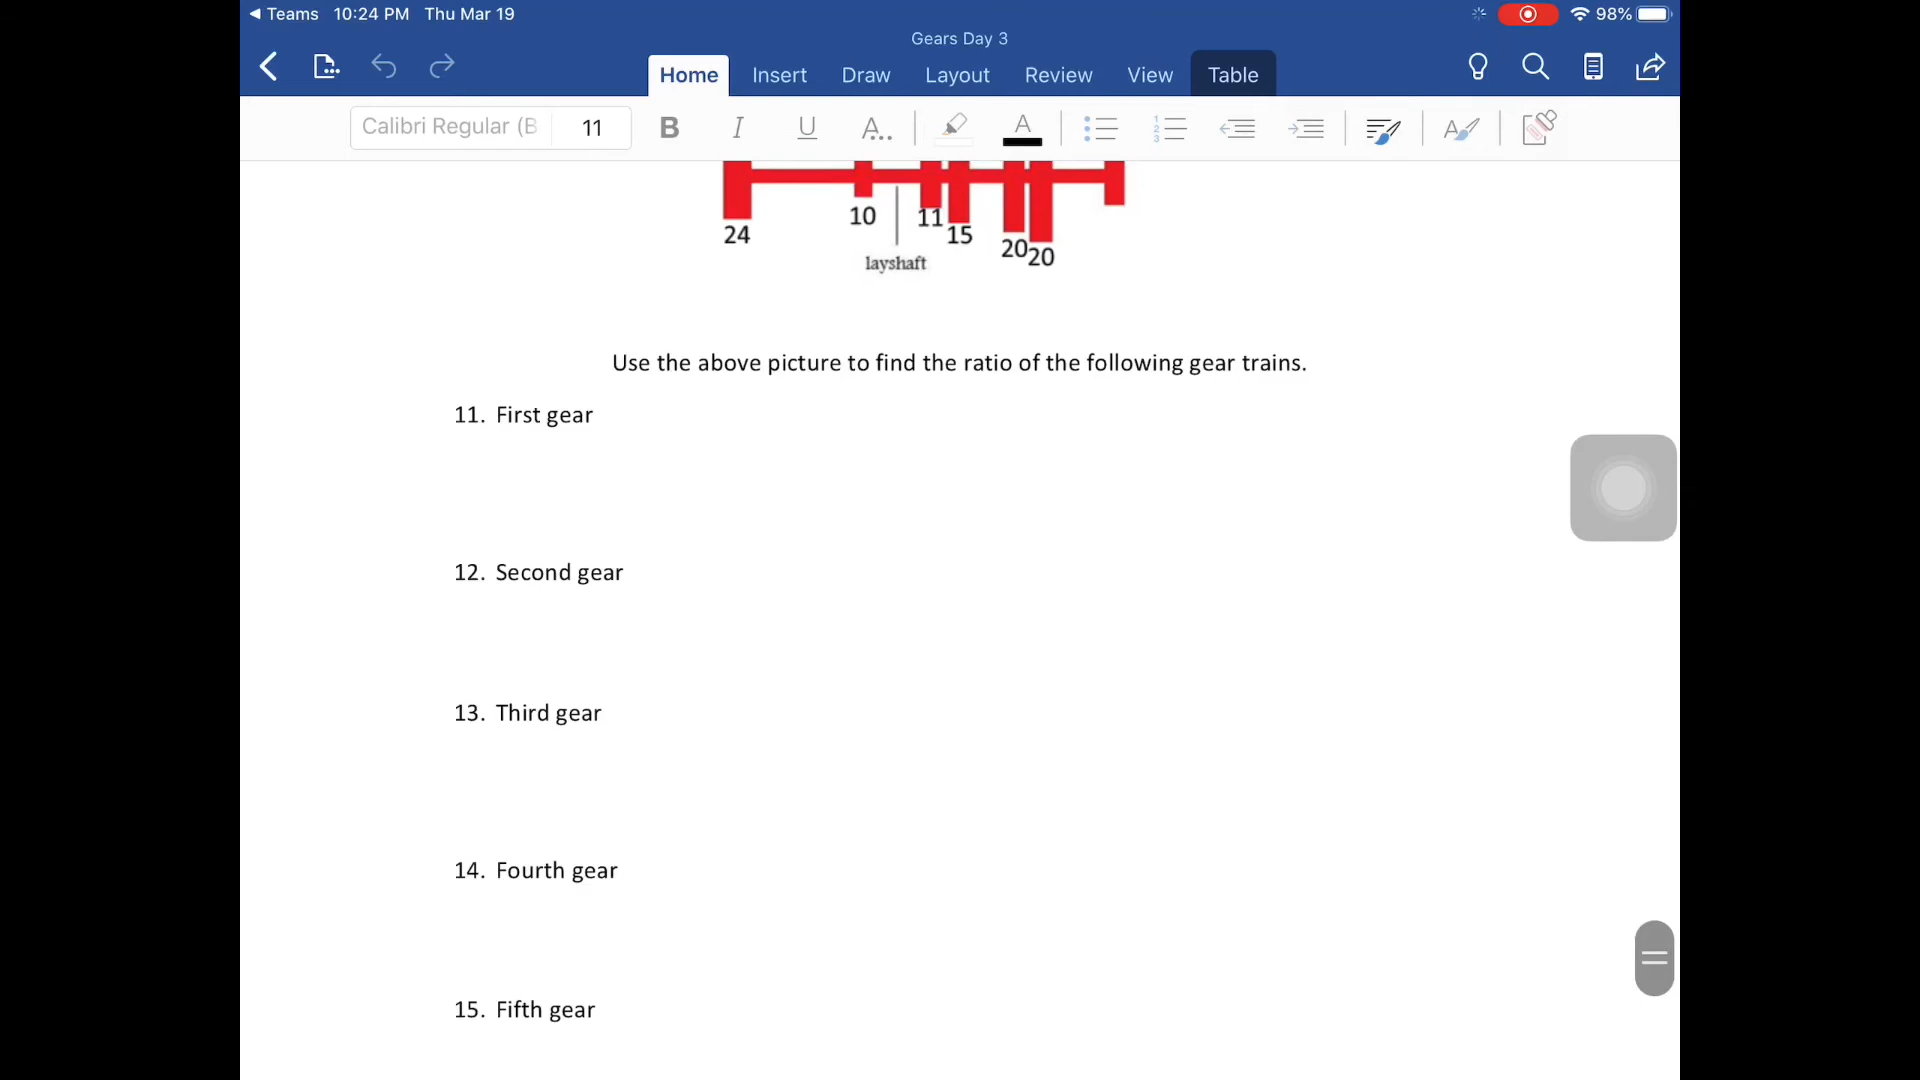 Teams 10:24 PM Thu Mar 19 98%
Gears Day 3
Home Insert Draw Layout Review View Table
Calibri Regular (B 11 B I U A.. A
24 10 11 15 20 20
layshaft
Use the above picture to find the ratio of the following gear trains.
11. First gear
12. Second gear
13. Third gear
14. Fourth gear
15. Fifth gear